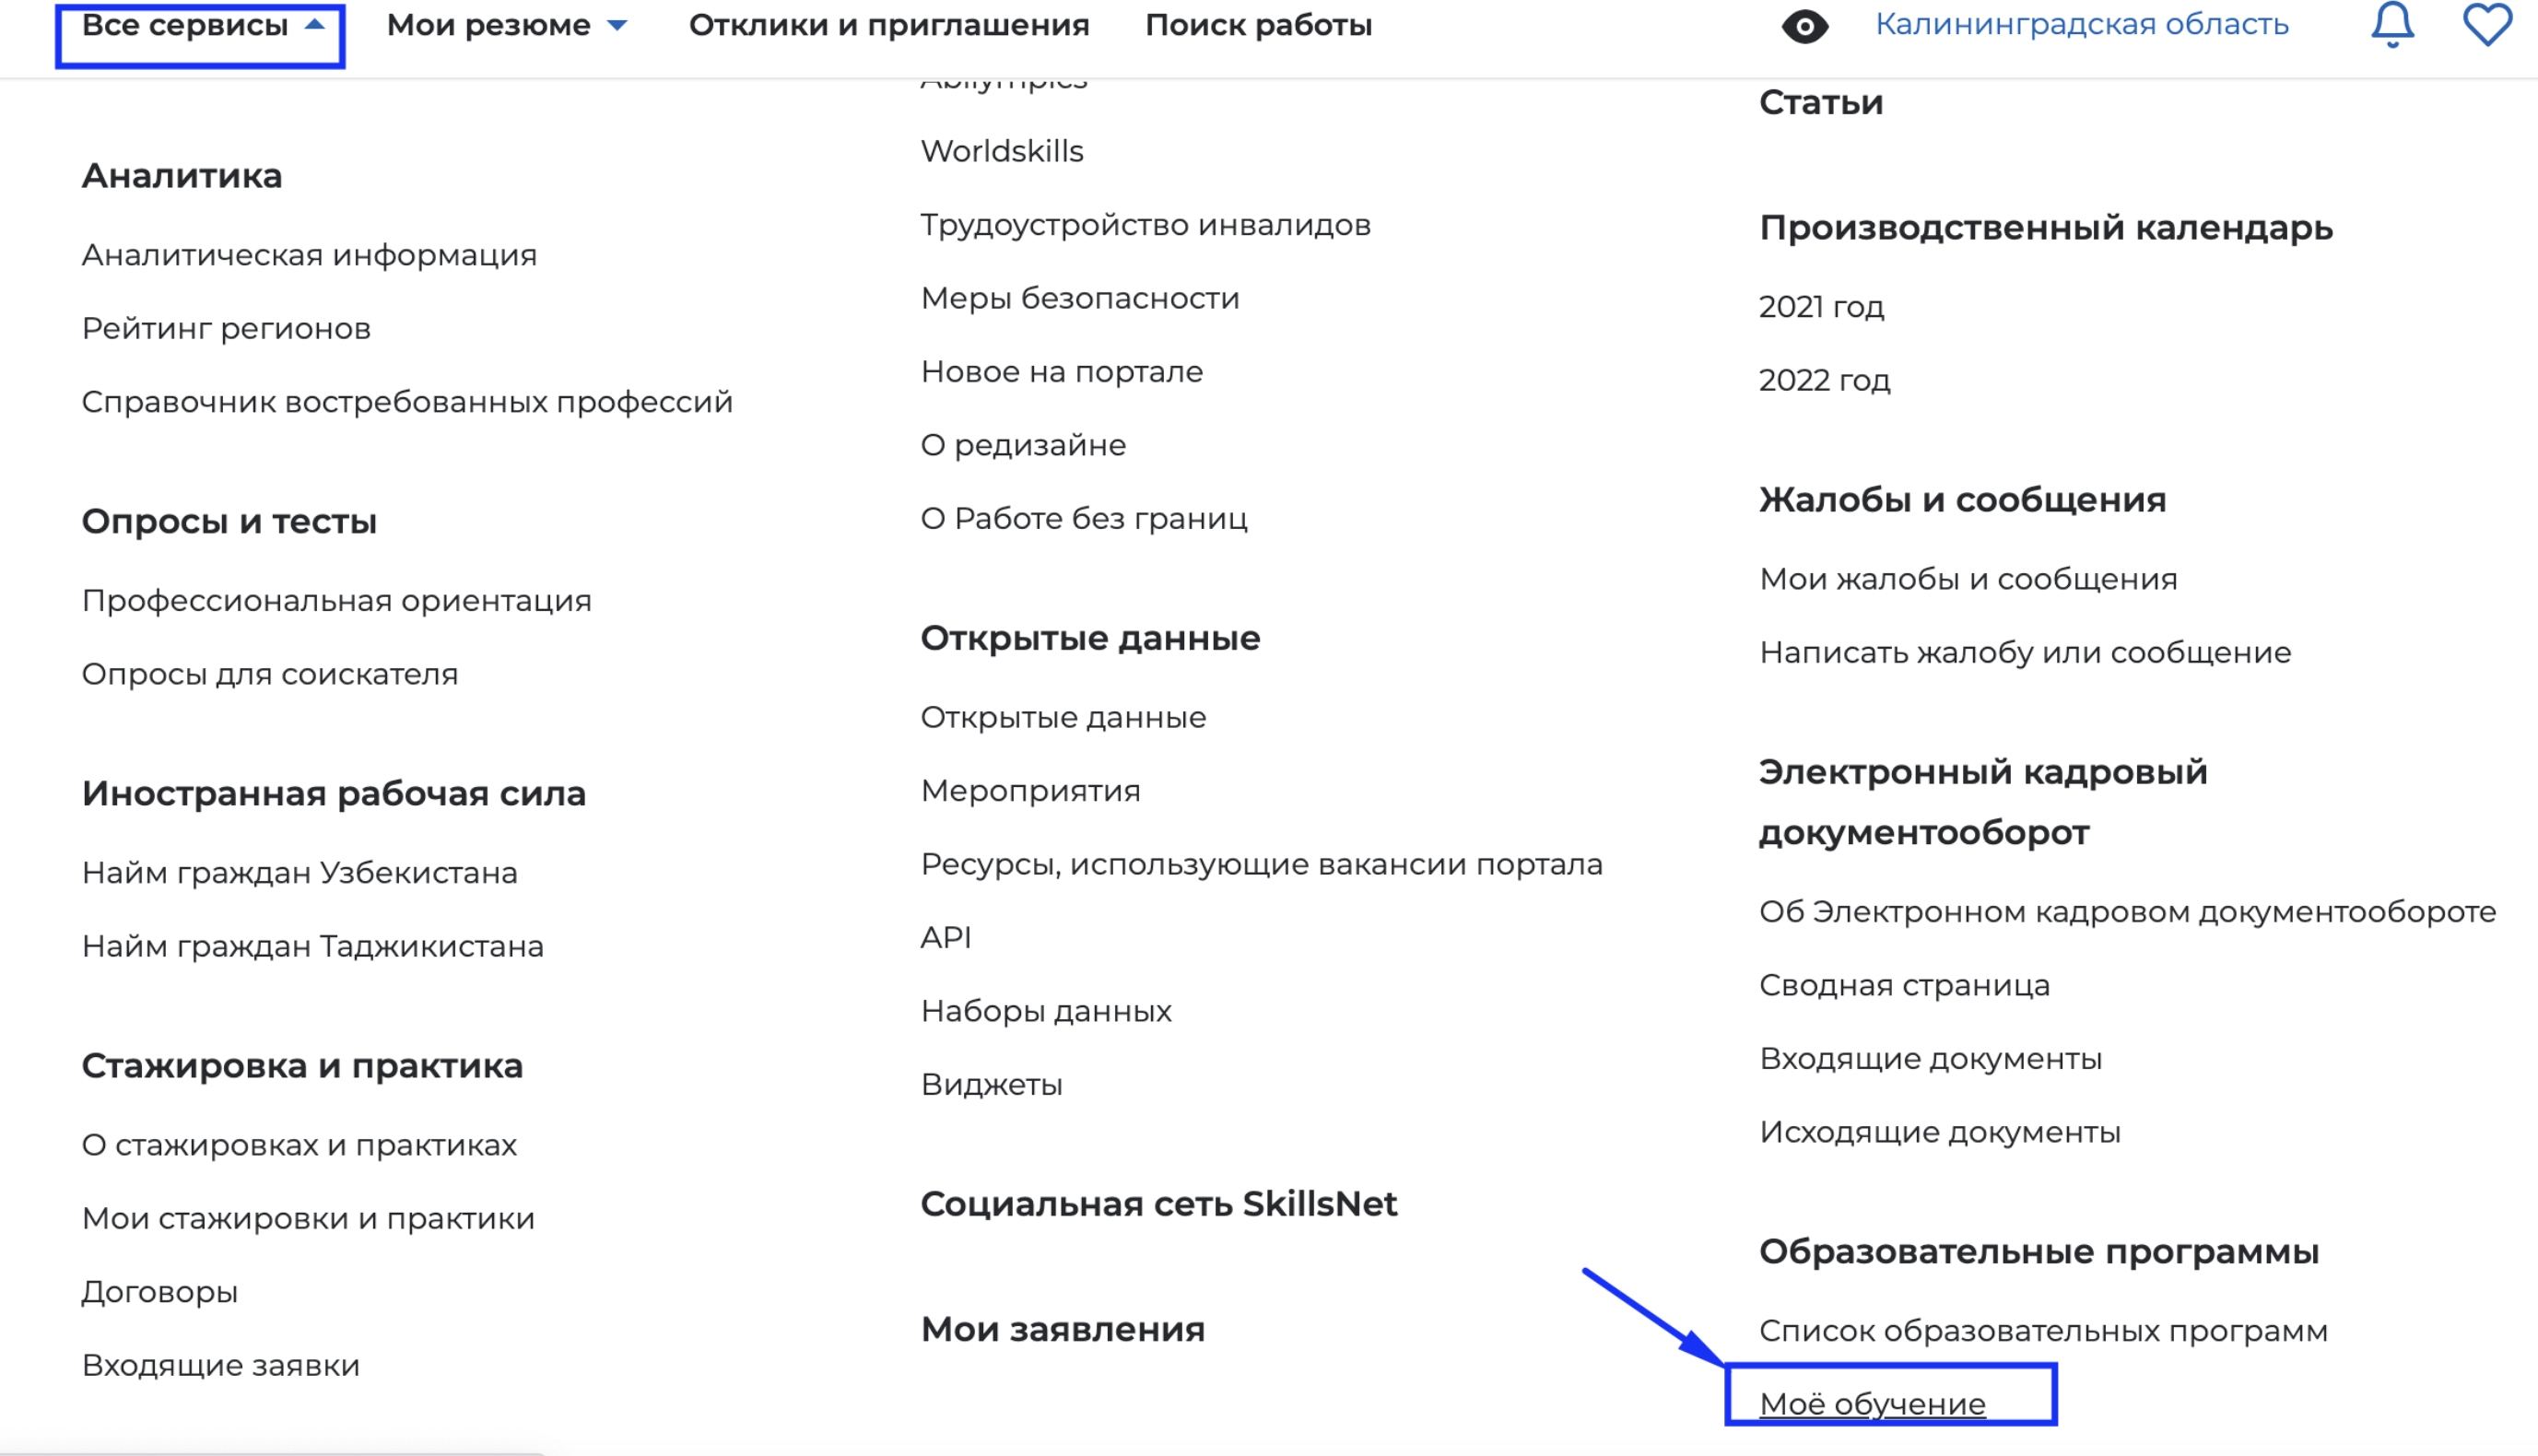 Все сервисы
Мои резюме
Отклики и приглашения
Поиск работы
Калининградская область
Аналитика
Аналитическая информация
Рейтинг регионов
Справочник востребованных профессий
Опросы и тесты
Профессиональная ориентация
Опросы для соискателя
Иностранная рабочая сила
Найм граждан Узбекистана
Найм граждан Таджикистана
Стажировка и практика
О стажировках и практиках
Мои стажировки и практики
Договоры
Входящие заявки
Abilympics
Worldskills
Трудоустройство инвалидов
Меры безопасности
Новое на портале
О редизайне
О Работе без границ
Открытые данные
Открытые данные
Мероприятия
Ресурсы, использующие вакансии портала
API
Наборы данных
Виджеты
Социальная сеть SkillsNet
Мои заявления
Статьи
Производственный календарь
2021 год
2022 год
Жалобы и сообщения
Мои жалобы и сообщения
Написать жалобу или сообщение
Электронный кадровый
документооборот
Об Электронном кадровом документообороте
Сводная страница
Входящие документы
Исходящие документы
Образовательные программы
Список образовательных программ
Моё обучение